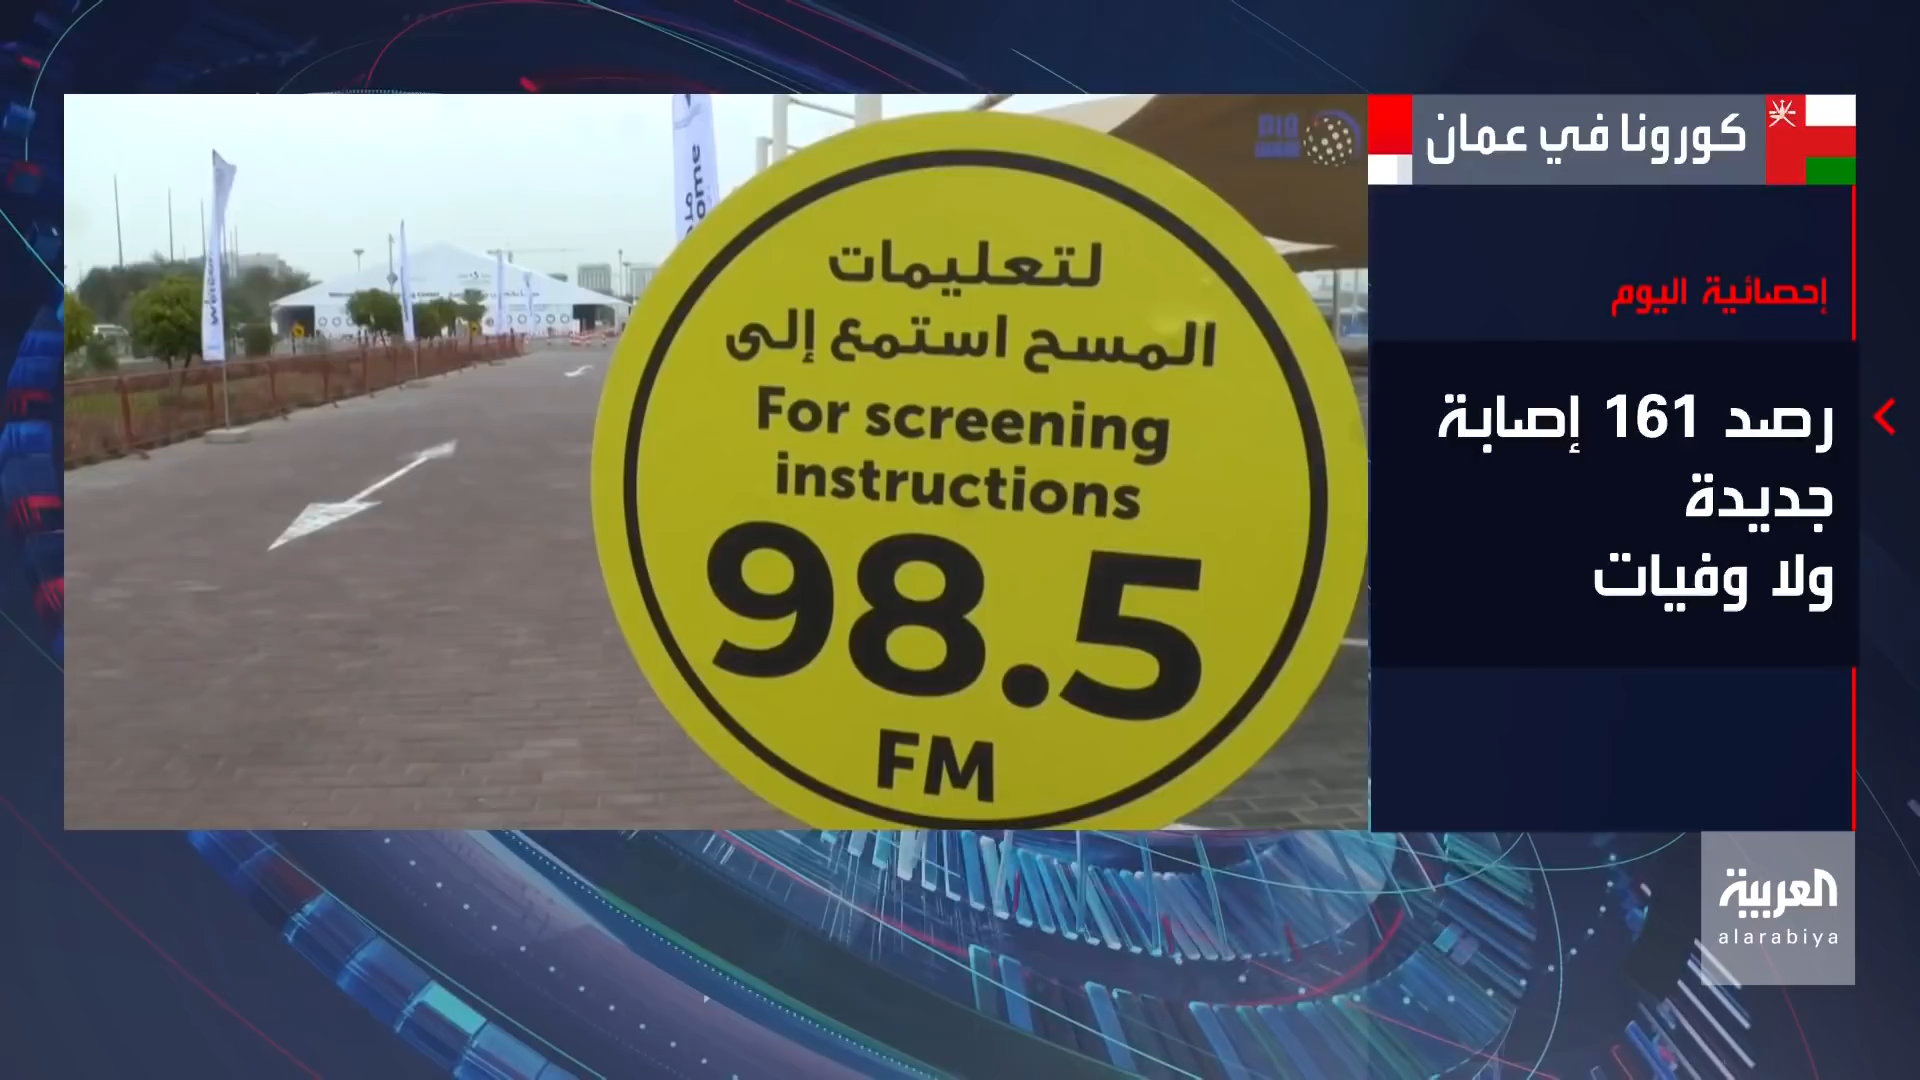 كورونا في عمان
إحصائية اليوم
رصد 161 إصابة
جديدة
ولا وفيات
لتعليمات
المسح استمع إلى
For screening
instructions
98.5
FM
العربية
alarabiya